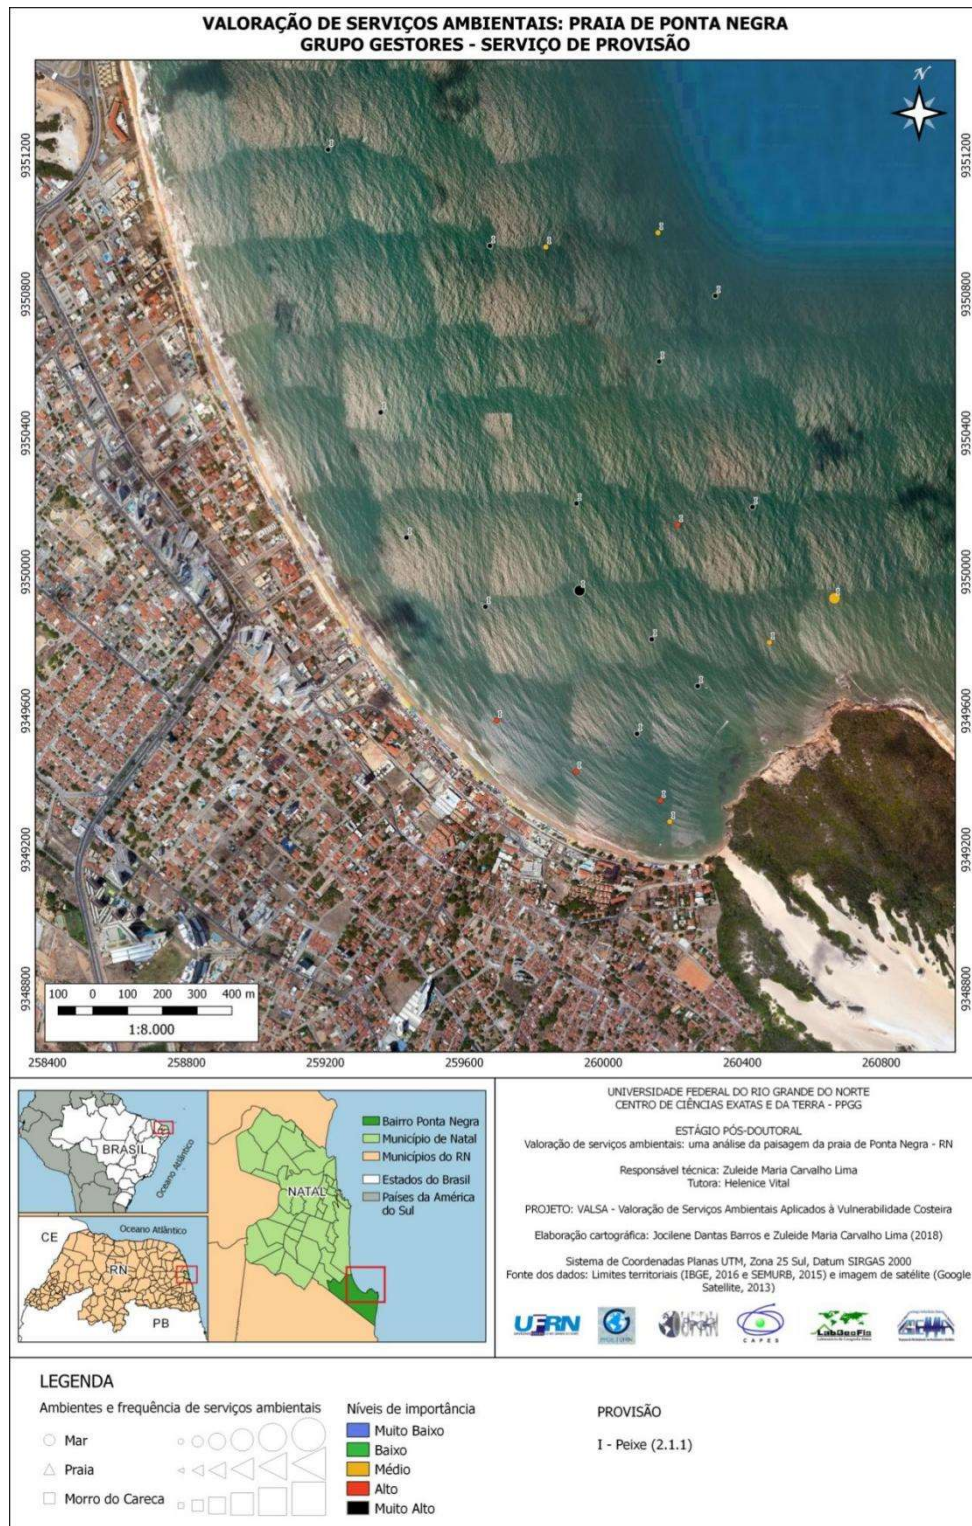 VALORAÇÃO DE SERVIÇOS AMBIENTAIS: PRAIA DE PONTA NEGRA
GRUPO GESTORES - SERVIÇO DE PROVISÃO
N
9351200
9351200
9350800
9350800
9350400
9350400
9350000
9350000
9349600
9349600
9349200
9349200
9348800
9348800
100 0 100 200 300 400 m
1:8.000
258400 258800 259200 259600 260000 260400 260800
BRASIL
Oceano Atlântico
CE
Oceano Atlântico
RN
PB
NATAL
Bairro Ponta Negra
Município de Natal
Municípios do RN
Estados do Brasil
Países da América
do Sul
UNIVERSIDADE FEDERAL DO RIO GRANDE DO NORTE
CENTRO DE CIÊNCIAS EXATAS E DA TERRA - PPGG
ESTÁGIO PÓS-DOUTORAL
Valoração de serviços ambientais: uma análise da paisagem da praia de Ponta Negra - RN
Responsável técnica: Zuleide Maria Carvalho Lima
Tutora: Helenice Vital
PROJETO: VALSA - Valoração de Serviços Ambientais Aplicados à Vulnerabilidade Costeira
Elaboração cartográfica: Jocilene Dantas Barros e Zuleide Maria Carvalho Lima (2018)
Sistema de Coordenadas Planas UTM, Zona 25 Sul, Datum SIRGAS 2000
Fonte dos dados: Limites territoriais (IBGE, 2016 e SEMURB, 2015) e imagem de satélite (Google
Satellite, 2013)
UFRN
CAPES
LabGeoFis
LEGENDA
Ambientes e frequência de serviços ambientais
Mar
Praia
Morro do Careca
Níveis de importância
Muito Baixo
Baixo
Médio
Alto
Muito Alto
PROVISÃO
I - Peixe (2.1.1)